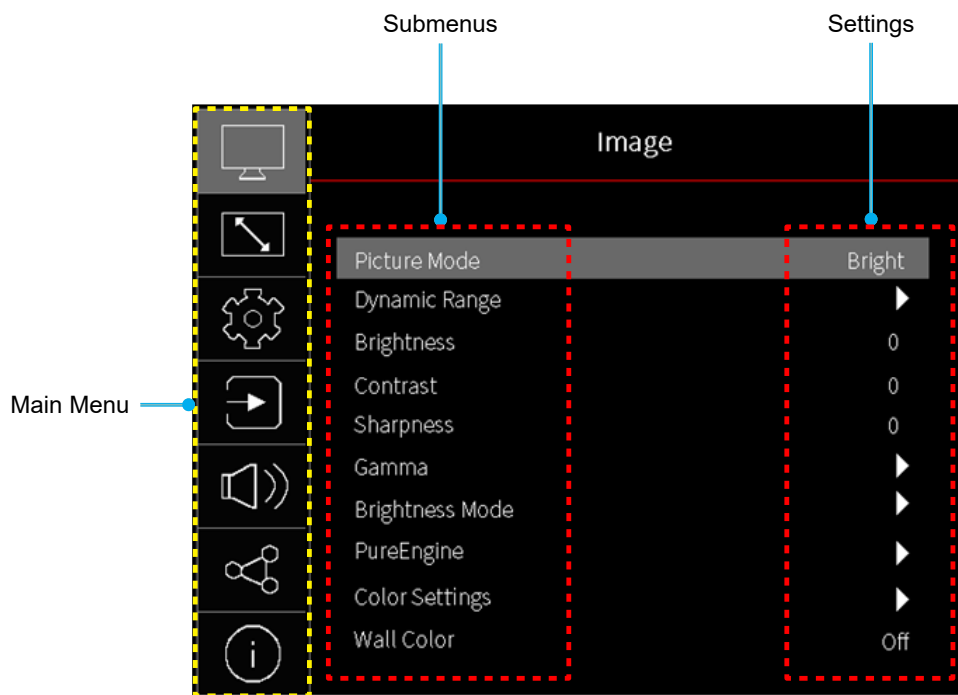 Submenus Settings
Image
Picture Mode Bright
Dynamic Range
Brightness 0
Contrast 0
Main Menu
Sharpness 0
Gamma
Brightness Mode
PureEngine
Color Settings
Wall Color Off
i